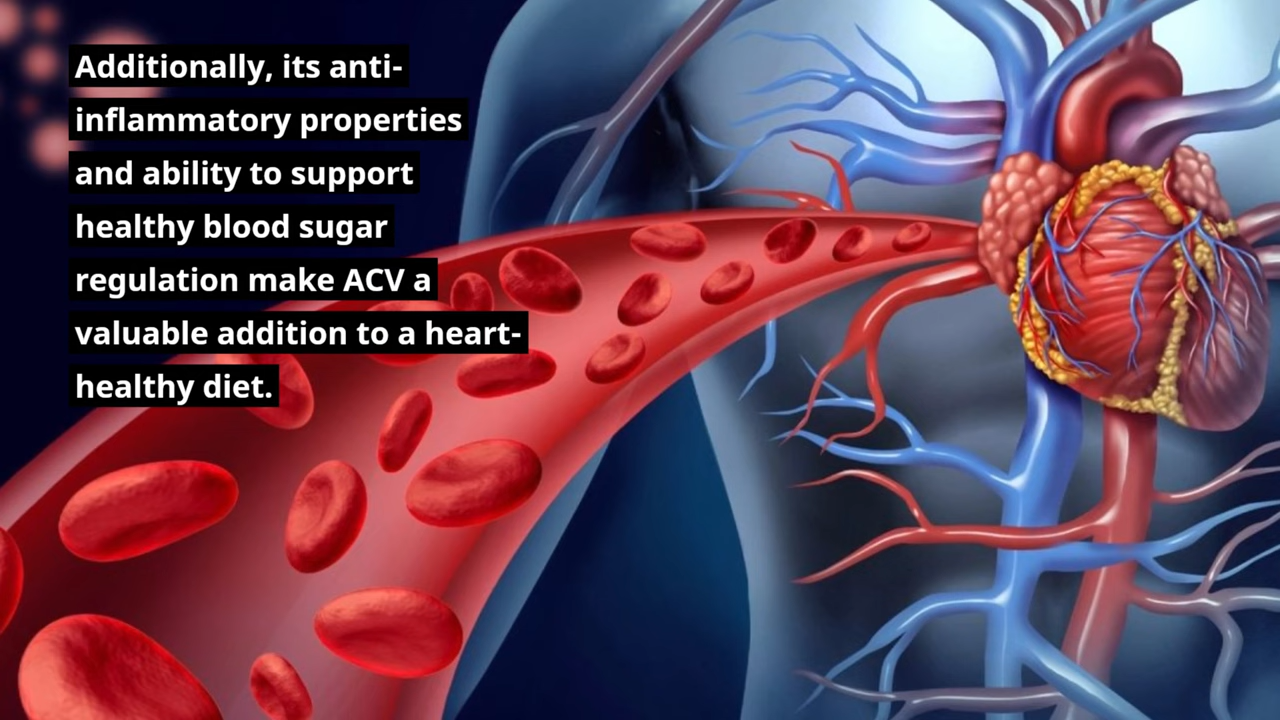 Additionally, its anti-
inflammatory properties
and ability to support
healthy blood sugar
regulation make ACV a
valuable addition to a heart-
healthy diet.